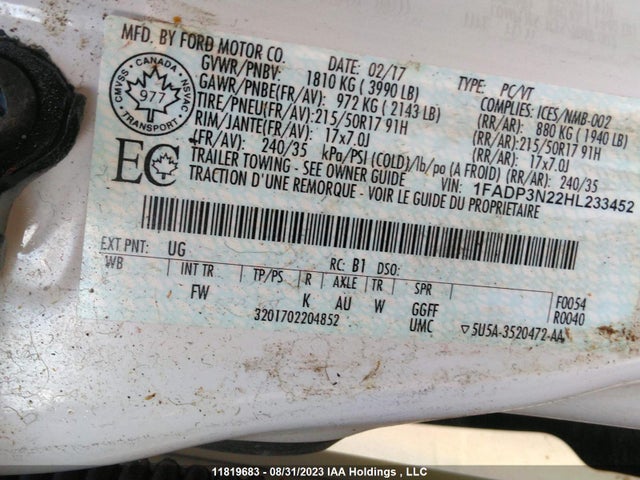 MFD. BY FORD MOTOR CO.
DATE: 02/17
TYPE: PC/VT
GVWR/PNBV: 1810 KG ( 3990 LB)
COMPLIES: ICES/NMB-002
GAWR/PNBE(FR/AV): 972 KG ( 2143 LB)
(RR/AR): 880 KG ( 1940 LB)
TIRE/PNEU(FR/AV):215/50R17 91H
(RR/AR):215/50R17 91H
RIM/JANTE(FR/AV): 17x7.0J
(RR/AR): 17x7.0J
(FR/AV): 240/35 kPa/PSI (COLD)/lb/po (A FROID) (RR/AR): 240/35
TRAILER TOWING - SEE OWNER GUIDE
VIN: 1FADP3N22HL233452
TRACTION D'UNE REMORQUE - VOIR LE GUIDE DU PROPRIETAIRE
CANADA
CMVSS
NSVAC
977
TRANSPORT
EC
EXT PNT: UG RC: B1 DSO:
WB INT TR TP/PS R AXLE TR SPR
FW K AU W GGFF F0054
R0040
3201702204852 UMC 5U5A-3520472-AA
11819683 - 08/31/2023 IAA Holdings , LLC